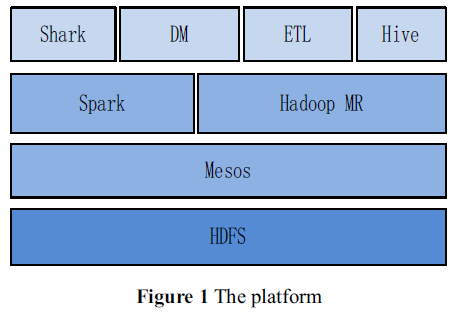 Shark DM ETL Hive
Spark Hadoop MR
Mesos
HDFS
Figure 1 The platform